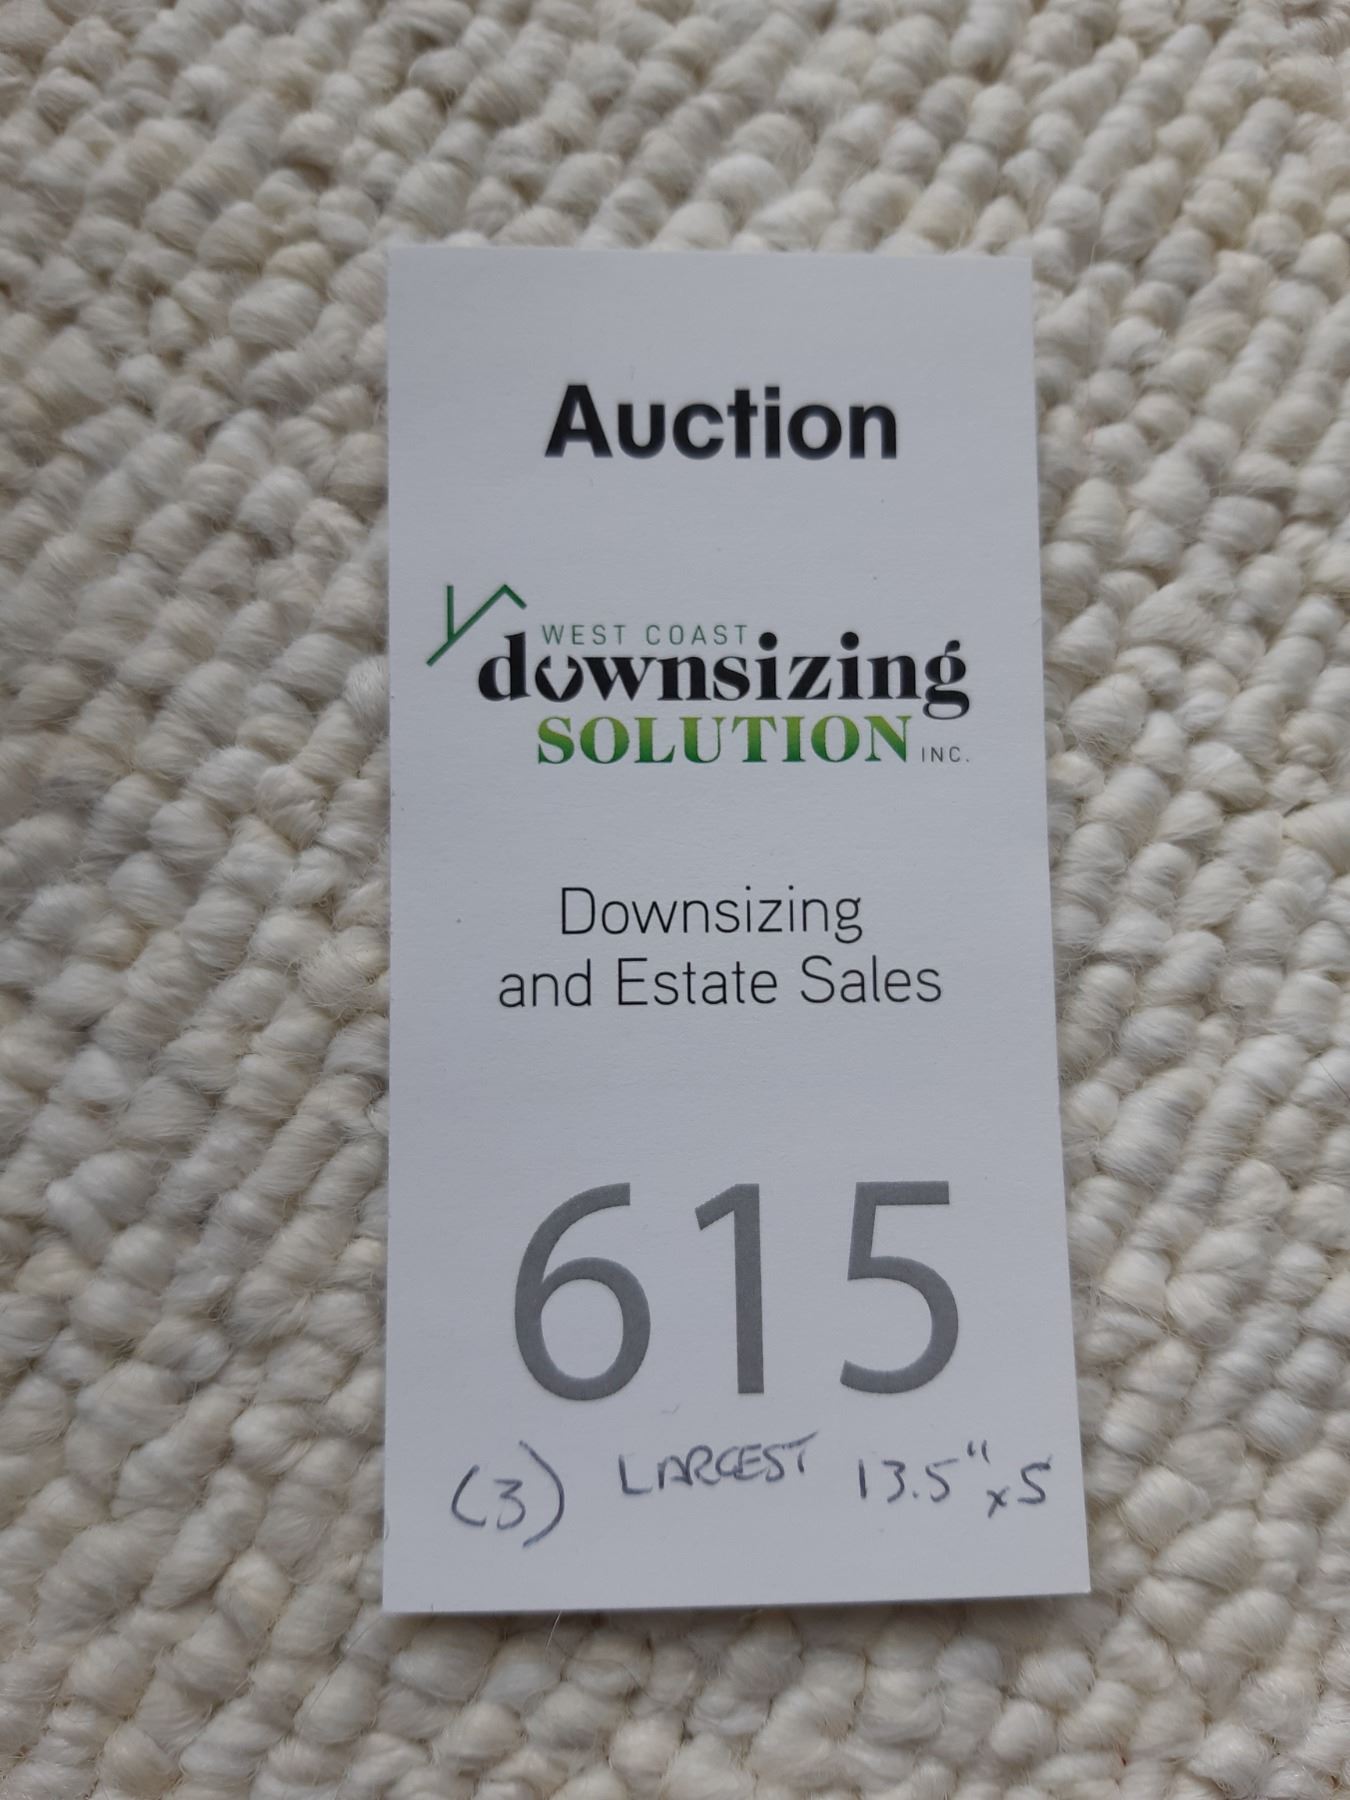 Auction
WEST COAST
downsizing
SOLUTION INC.
Downsizing
and Estate Sales
615
(3) LARGEST 13.5" x 5